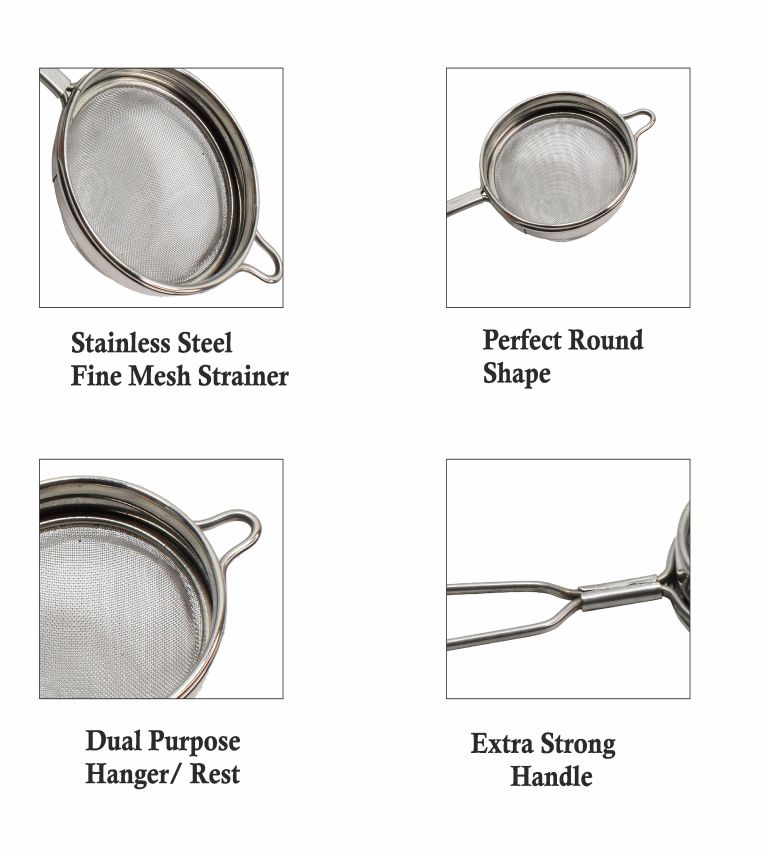 Stainless Steel
Fine Mesh Strainer
Perfect Round
Shape
Dual Purpose
Hanger/ Rest
Extra Strong
Handle